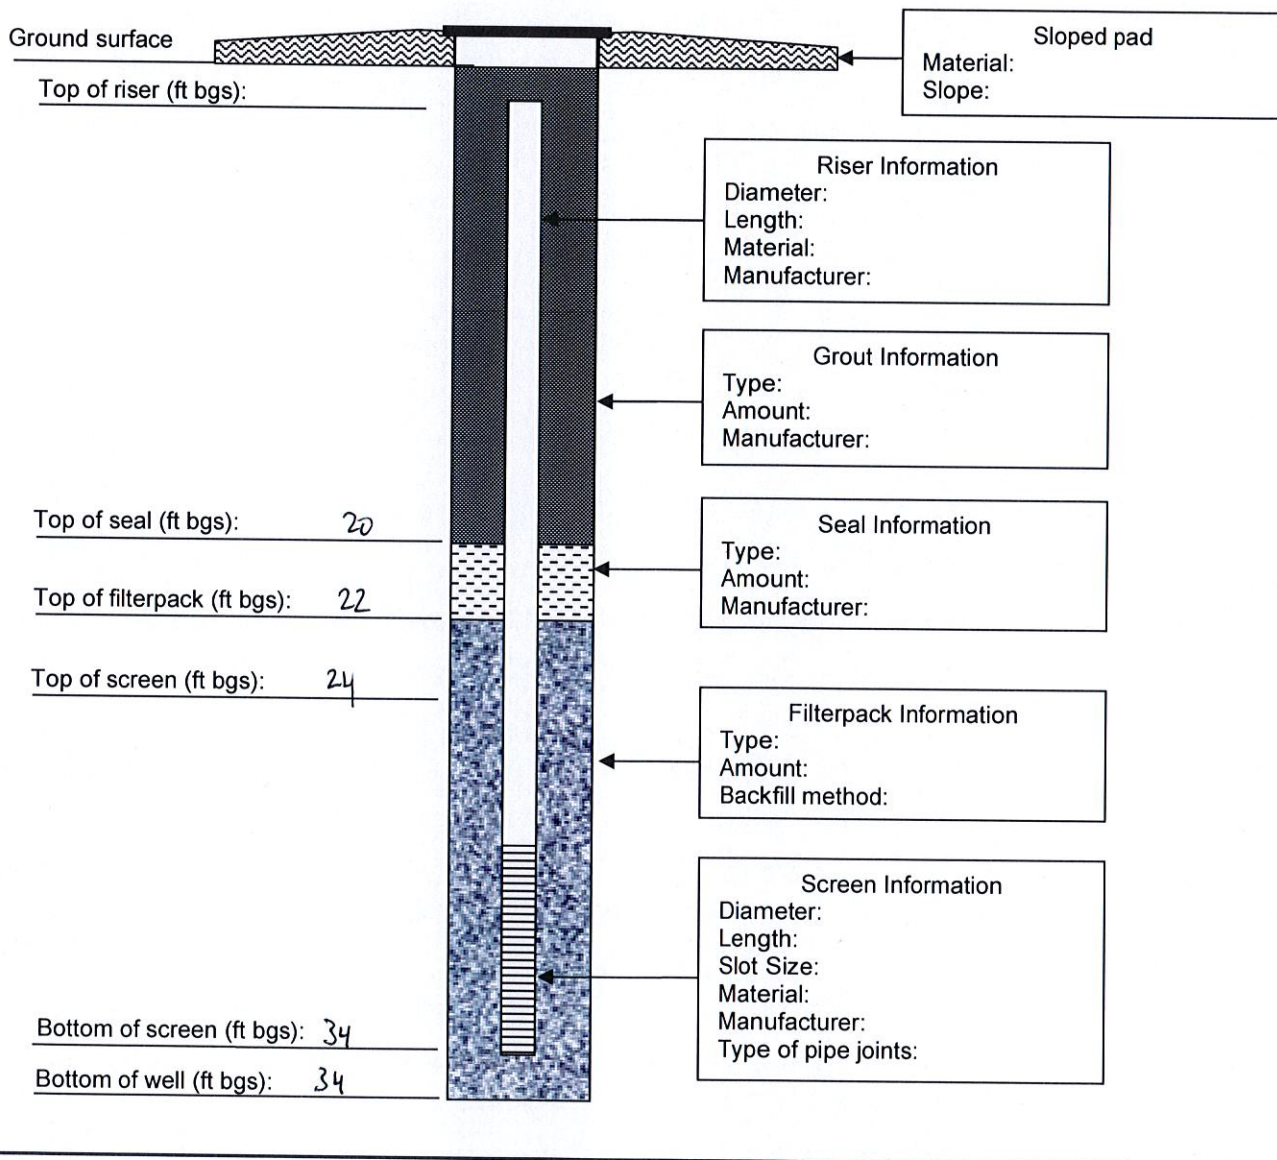 Ground surface
Top of riser (ft bgs):
Sloped pad
Material:
Slope:
Riser Information
Diameter:
Length:
Material:
Manufacturer:
Grout Information
Type:
Amount:
Manufacturer:
Top of seal (ft bgs): 20
Seal Information
Type:
Amount:
Manufacturer:
Top of filterpack (ft bgs): 22
Top of screen (ft bgs): 24
Filterpack Information
Type:
Amount:
Backfill method:
Screen Information
Diameter:
Length:
Slot Size:
Material:
Manufacturer:
Type of pipe joints:
Bottom of screen (ft bgs): 34
Bottom of well (ft bgs): 34